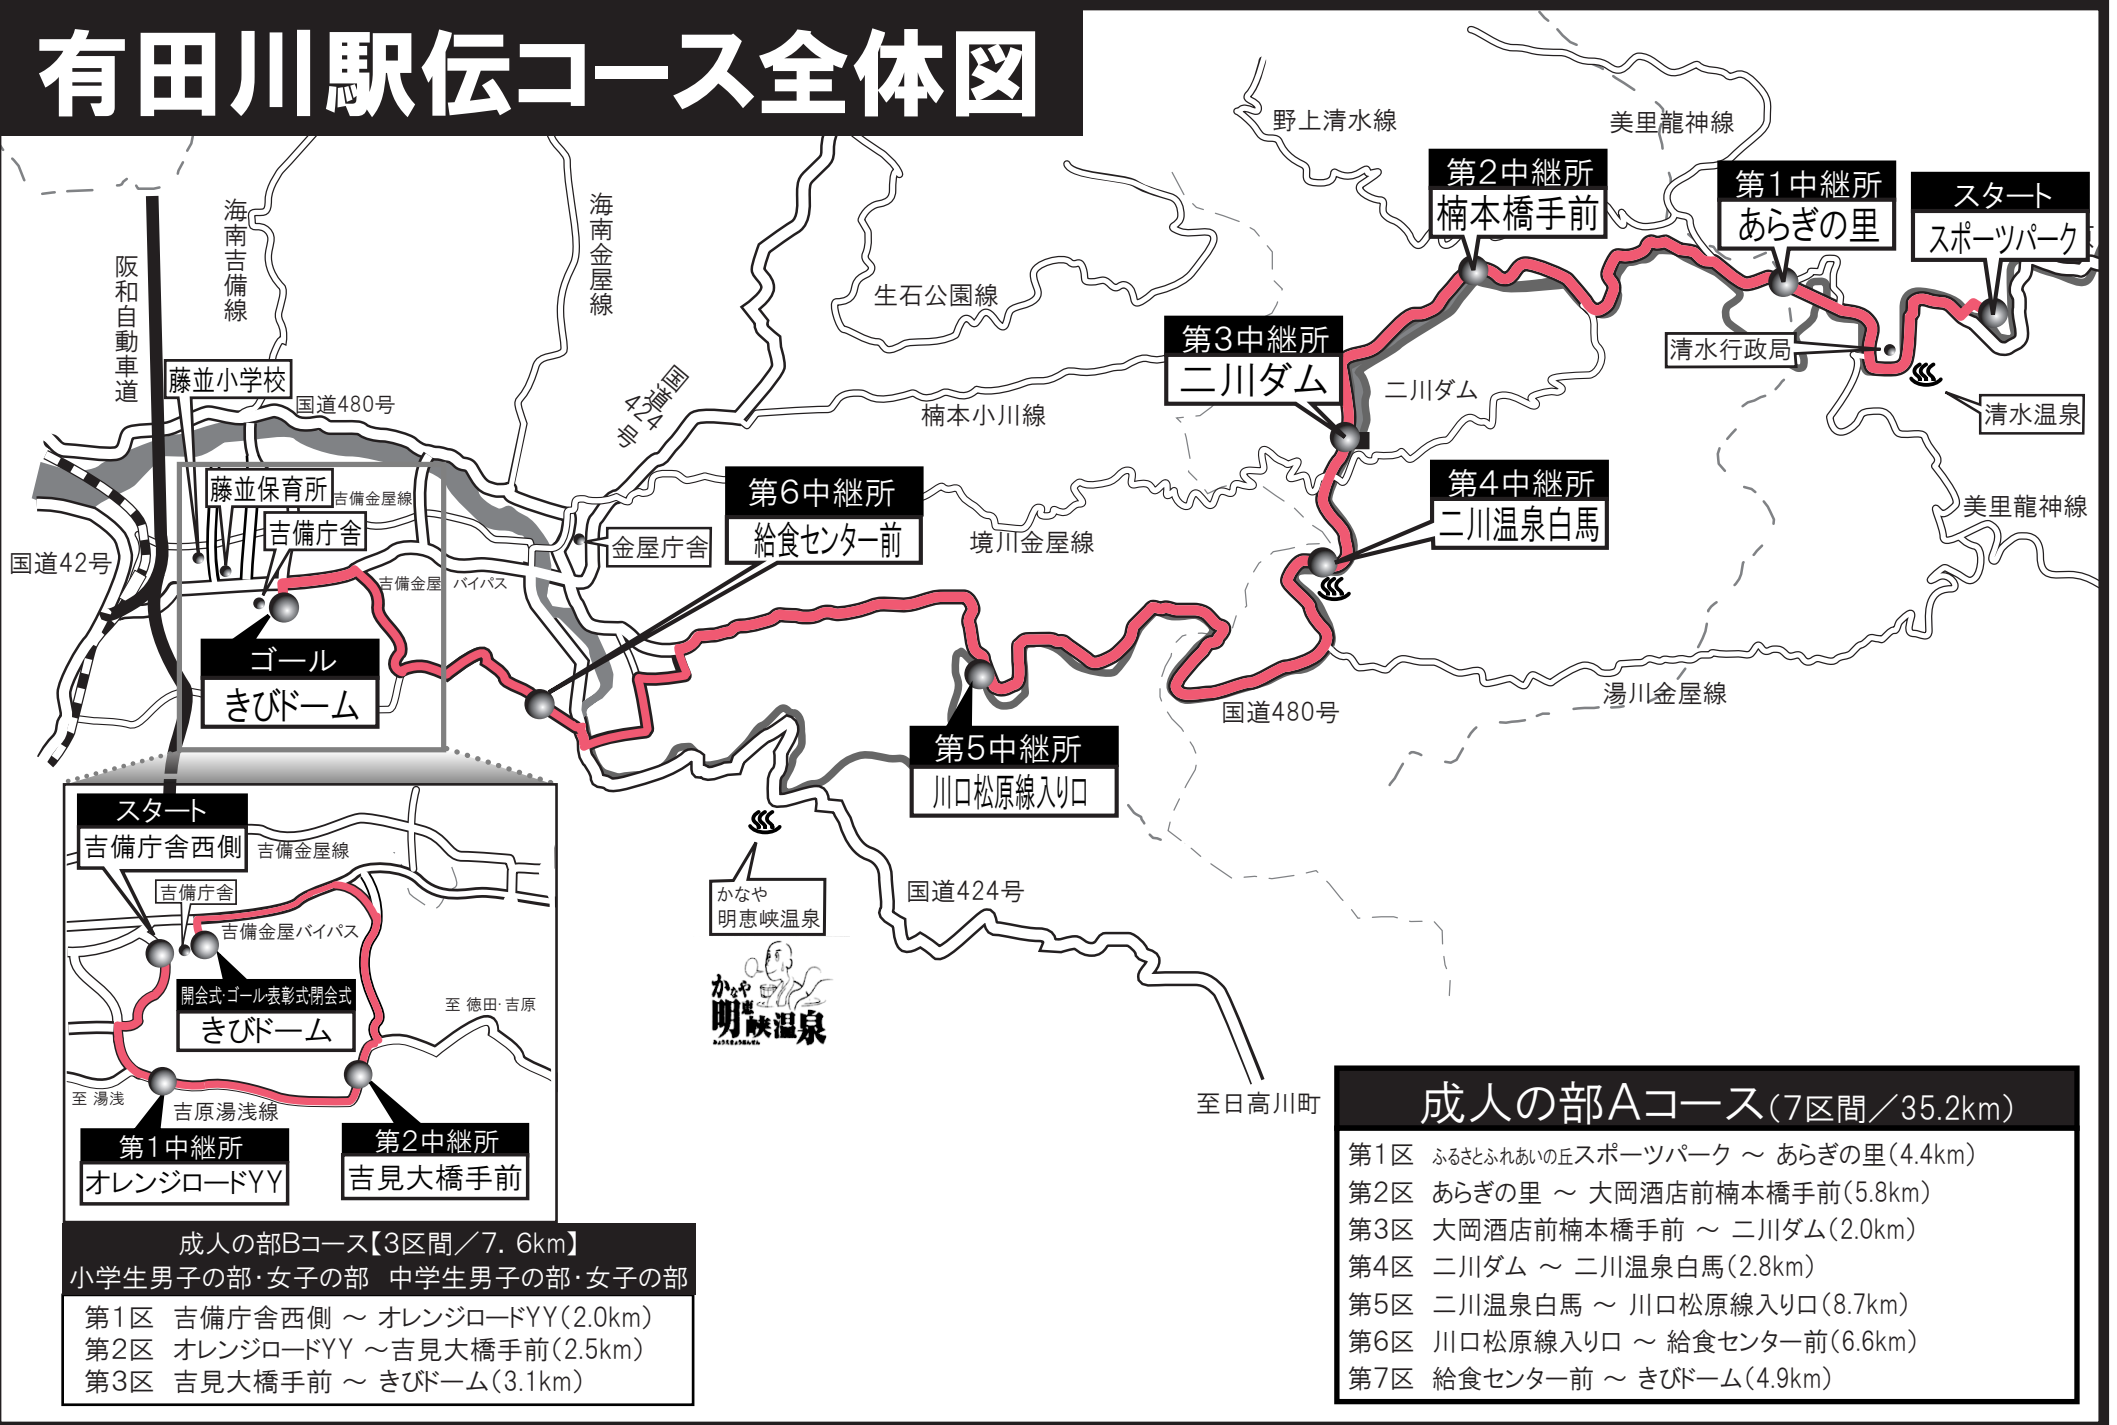 有田川駅伝コース全体図
野上清水線
美里龍神線
第2中継所
楠本橋手前
第1中継所
あらぎの里
スタート
スポーツパーク
海南吉備線
海南金屋線
阪和自動車道
生石公園線
第3中継所
二川ダム
清水行政局
二川ダム
清水温泉
藤並小学校
国道480号
国道424号
楠本小川線
藤並保育所
吉備金屋線
吉備庁舎
第6中継所
給食センター前
第4中継所
二川温泉白馬
美里龍神線
国道42号
金屋庁舎
境川金屋線
吉備金屋 バイパス
ゴール
きびドーム
湯川金屋線
国道480号
第5中継所
川口松原線入り口
スタート
吉備庁舎西側
吉備金屋線
吉備庁舎
吉備金屋バイパス
かなや
明恵峡温泉
国道424号
開会式・ゴール・表彰式・閉会式
きびドーム
至 徳田・吉原
かなや
明恵峡温泉
みょうえきょうおんせん
至 湯浅
吉原湯浅線
第1中継所
オレンジロードYY
第2中継所
吉見大橋手前
至日高川町
成人の部Bコース【3区間／7．6km】
小学生男子の部・女子の部 中学生男子の部・女子の部
第1区 吉備庁舎西側 ～ オレンジロードYY（2.0km）
第2区 オレンジロードYY ～吉見大橋手前（2.5km）
第3区 吉見大橋手前 ～ きびドーム（3.1km）
成人の部Aコース（7区間／35.2km）
第1区 ふるさとふれあいの丘スポーツパーク ～ あらぎの里（4.4km）
第2区 あらぎの里 ～ 大岡酒店前楠本橋手前（5.8km）
第3区 大岡酒店前楠本橋手前 ～ 二川ダム（2.0km）
第4区 二川ダム ～ 二川温泉白馬（2.8km）
第5区 二川温泉白馬 ～ 川口松原線入り口（8.7km）
第6区 川口松原線入り口 ～ 給食センター前（6.6km）
第7区 給食センター前 ～ きびドーム（4.9km）